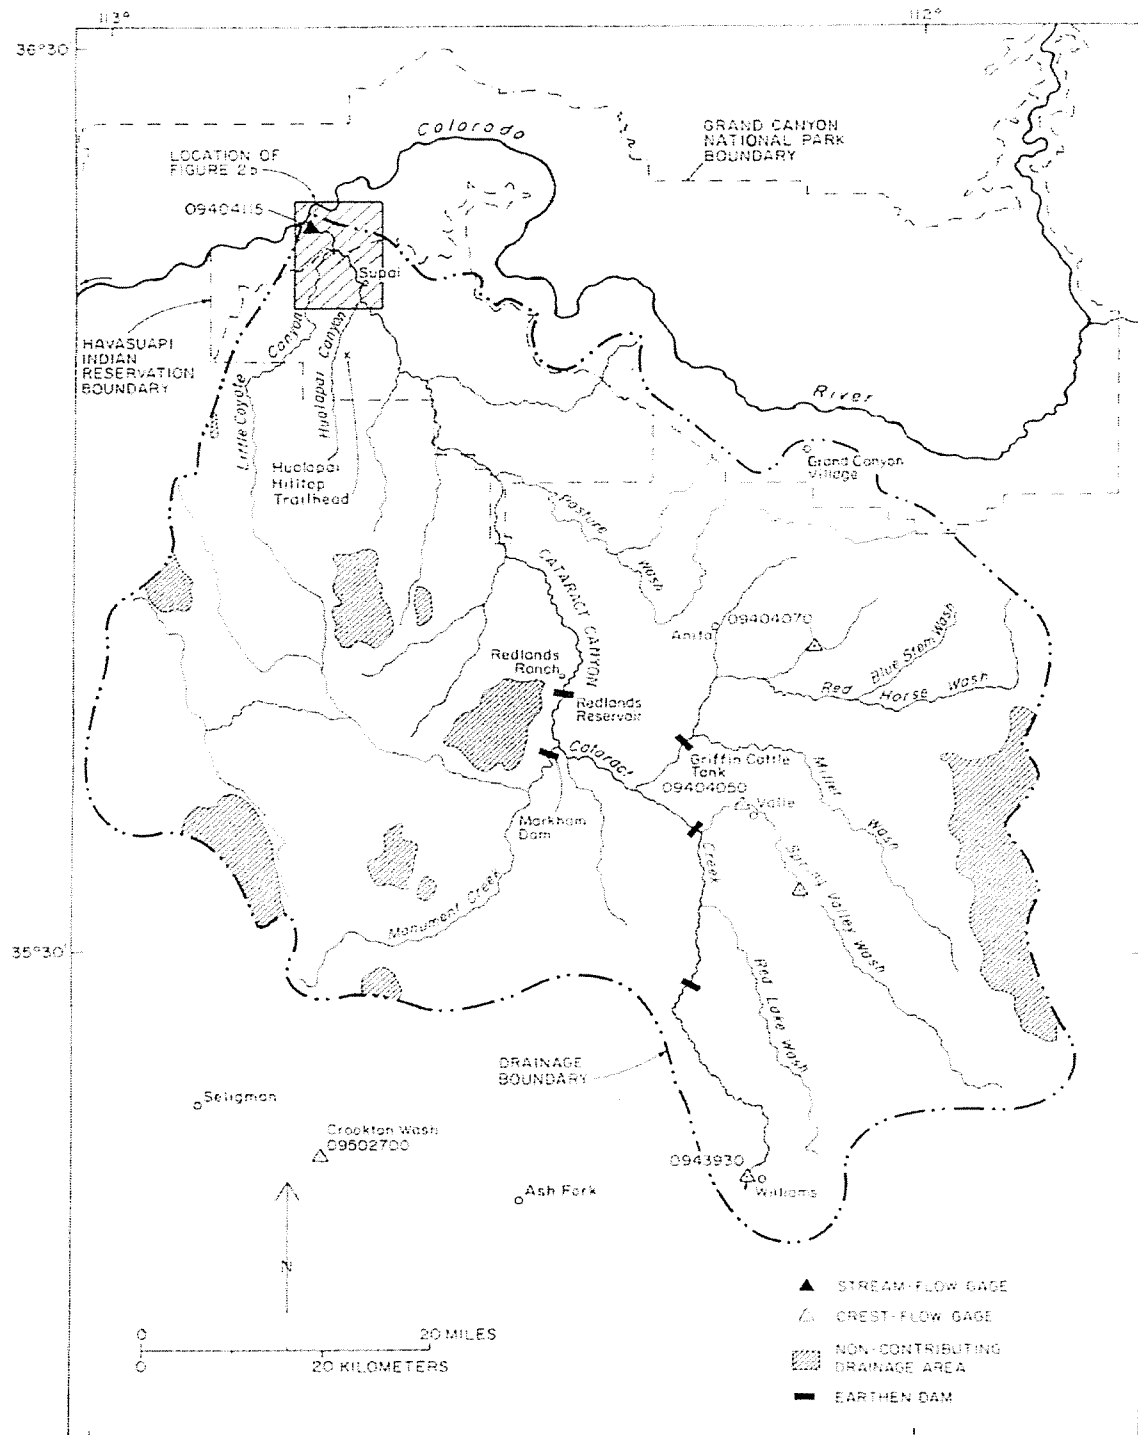 113°
112°
36°30
Colorado
GRAND CANYON
NATIONAL PARK
BOUNDARY
LOCATION OF
FIGURE 2b
09404115
Supai
HAVASUAPI
INDIAN
RESERVATION
BOUNDARY
Little Coyote
Canyon
Hualapai Canyon
River
Grand Canyon
Village
Hualapai
Hilltop
Trailhead
Pasture
Wash
CATARACT CANYON
Anita
09404070
Redlands
Ranch
Blue Stem Wash
Red Horse Wash
Redlands
Reservoir
Cataract
Griffin Cattle
Tank
09404050
Miller
Wash
Valle
Markham
Dam
Creek
Spring Valley Wash
Monument Creek
35°30
Red Lake Wash
DRAINAGE
BOUNDARY
Seligman
Crookton Wash
09502700
0943930
Williams
Ash Fork
N
STREAM-FLOW GAGE
CREST-FLOW GAGE
0
20 MILES
0
20 KILOMETERS
NON-CONTRIBUTING
DRAINAGE AREA
EARTHEN DAM